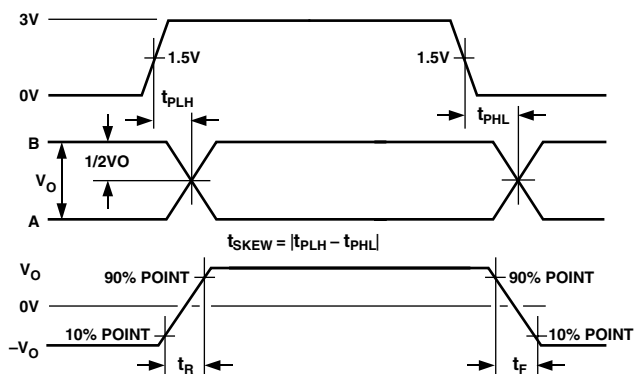 3V
1.5V
1.5V
0V
tPLH
tPHL
B
1/2VO
VO
A
tSKEW = |tPLH – tPHL|
VO
90% POINT
90% POINT
0V
10% POINT
10% POINT
–VO
tR
tF